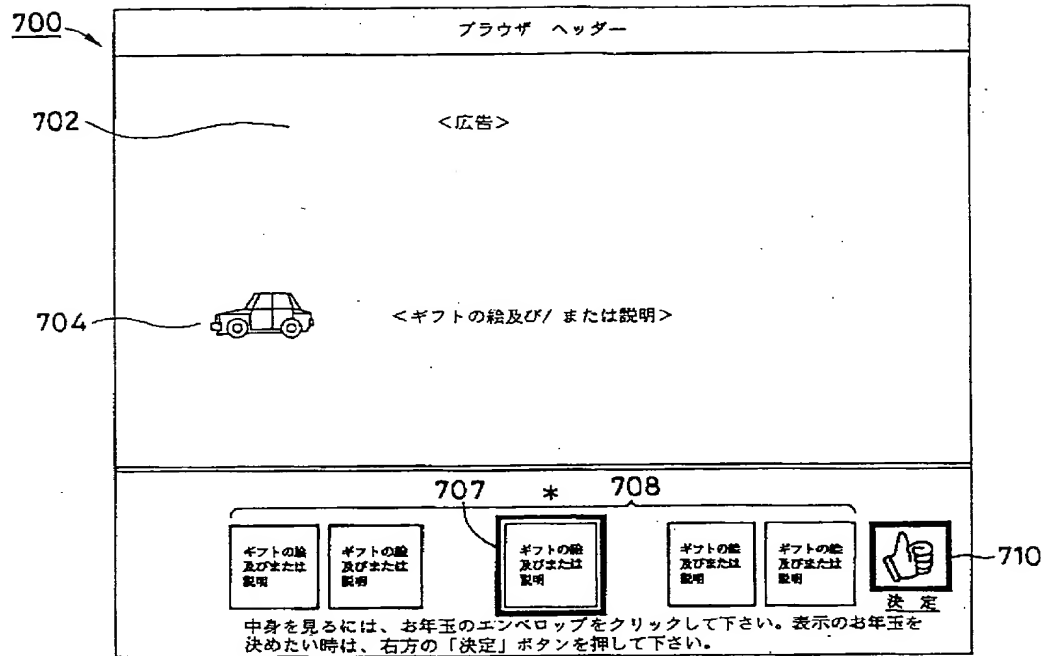 700
ブラウザ ヘッダー
702
<広告>
704
<ギフトの絵及び/ または説明>
707 * 708
ギフトの絵
及びまたは
説明
ギフトの絵
及びまたは
説明
ギフトの絵
及びまたは
説明
ギフトの絵
及びまたは
説明
ギフトの絵
及びまたは
説明
710
決 定
中身を見るには、お年玉のエンベロップをクリックして下さい。表示のお年玉を
決めたい時は、右方の「決定」ボタンを押して下さい。